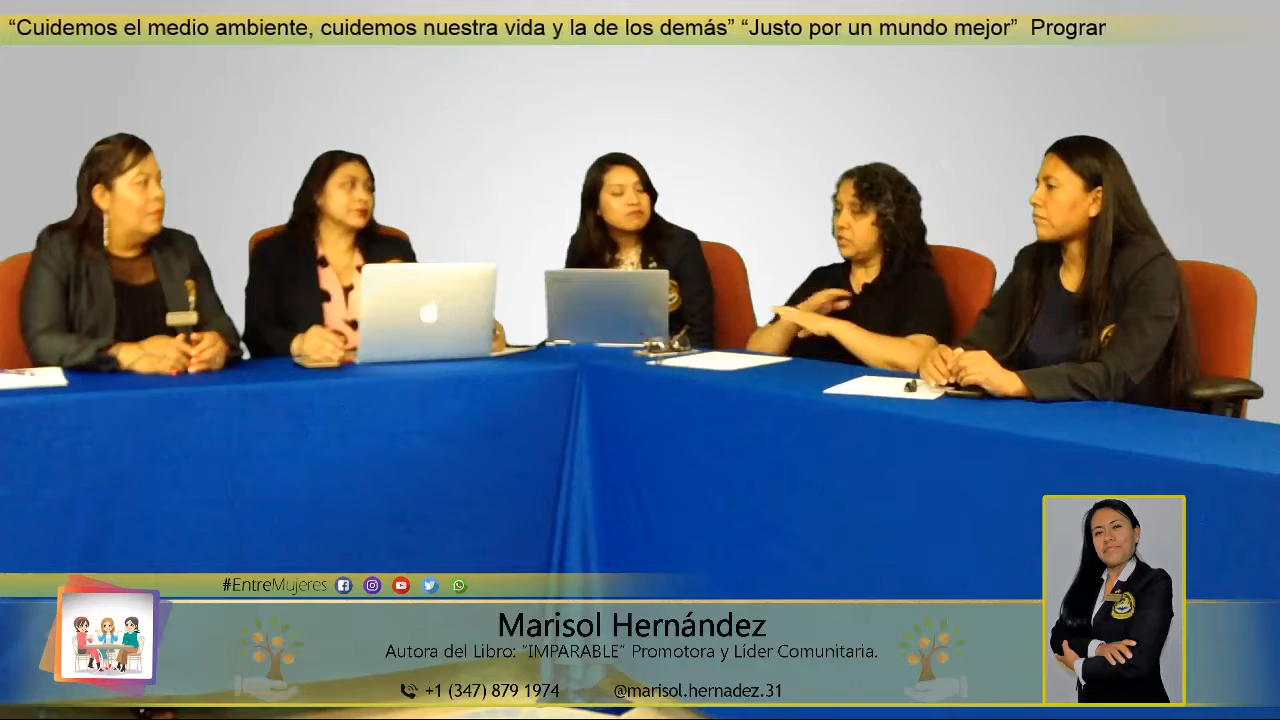 “Cuidemos el medio ambiente, cuidemos nuestra vida y la de los demás” “Justo por un mundo mejor”  Prograr
#EntreMujeres
Marisol Hernández
Autora del Libro: “IMPARABLE” Promotora y Líder Comunitaria.
+1 (347) 879 1974
@marisol.hernadez.31